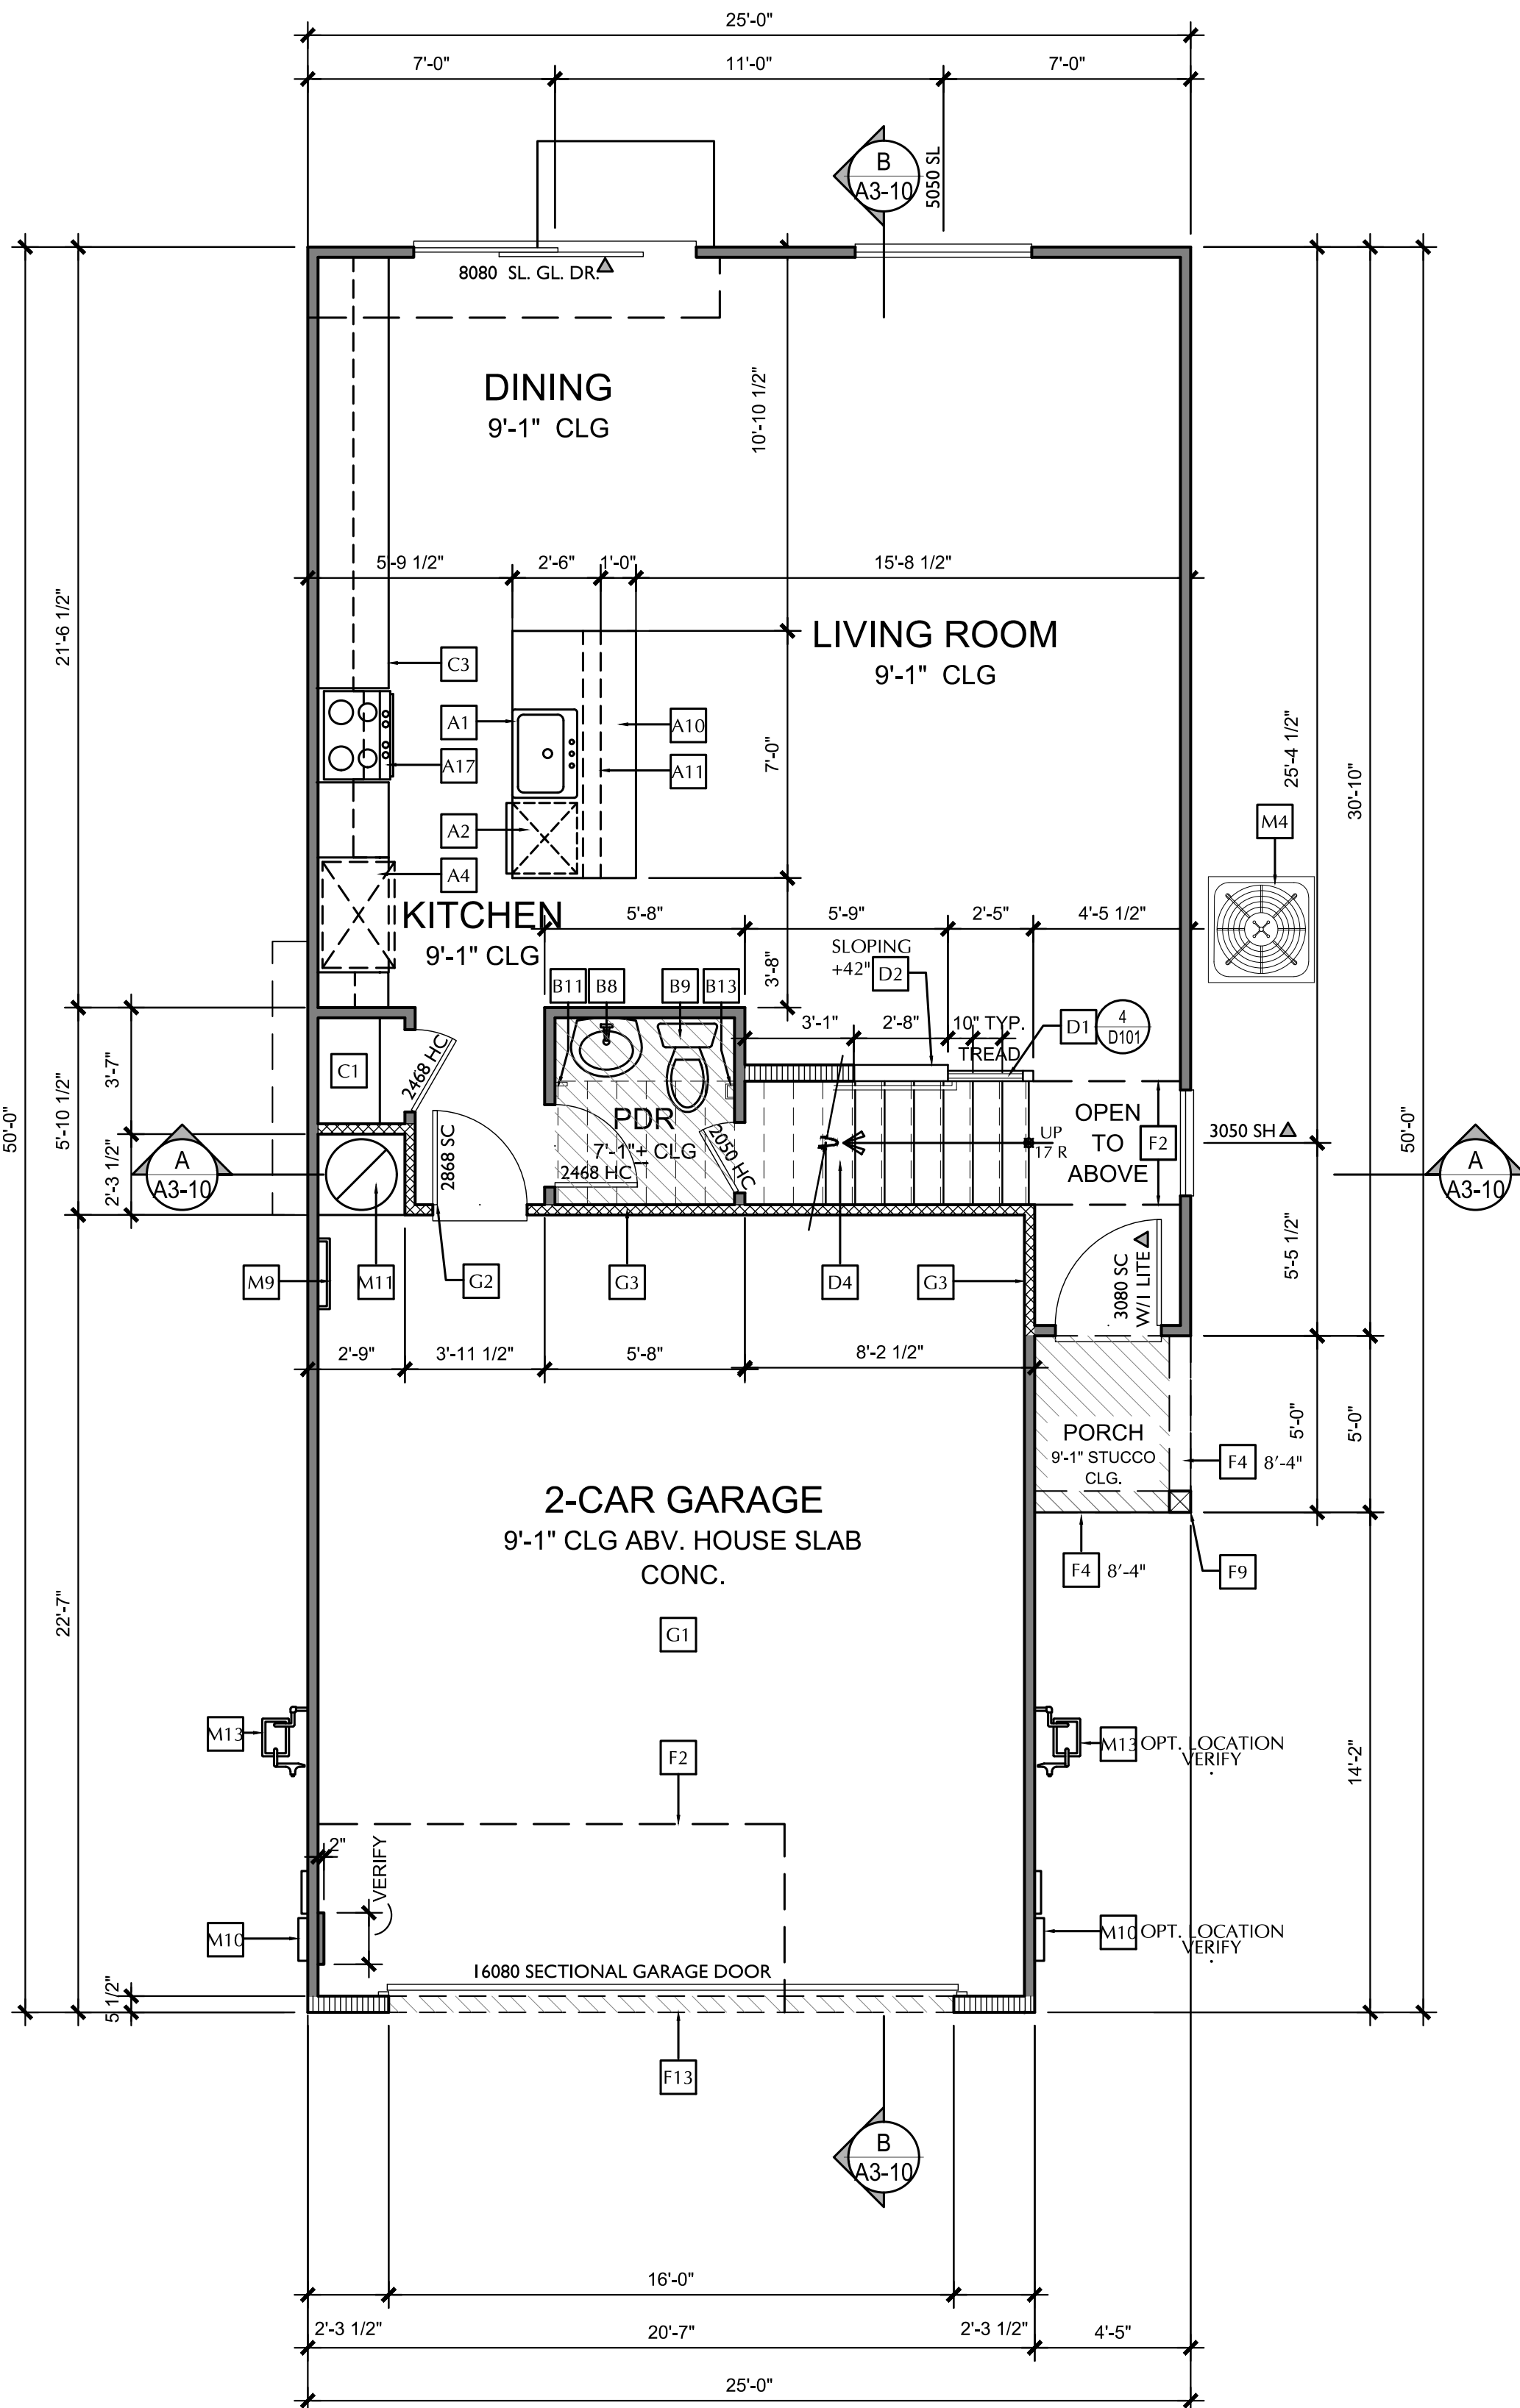 25'-0"
7'-0"
11'-0"
7'-0"
B
A3-10
5050 SL
8080 SL. GL. DR.
DINING
9'-1" CLG
10'-10 1/2"
5'-9 1/2"
2'-6"
1'-0"
15'-8 1/2"
21'-6 1/2"
LIVING ROOM
9'-1" CLG
C3
A1
A10
A17
A11
7'-0"
25'-4 1/2"
30'-10"
A2
M4
A4
KITCHEN
9'-1" CLG
5'-8"
5'-9"
2'-5"
4'-5 1/2"
SLOPING
+42"
D2
3'-8"
B11
B8
B9
B13
3'-1"
2'-8"
10" TYP.
TREAD
D1
4
D101
C1
2468 HC
3'-7"
5'-10 1/2"
50'-0"
PDR
7'-1"+ CLG
2468 HC
2050 HC
UP
17 R
OPEN
TO
ABOVE
F2
3050 SH
50'-0"
A
A3-10
A
A3-10
2'-3 1/2"
2868 SC
M9
M11
G2
G3
D4
G3
3080 SC
W/1 LITE
5'-5 1/2"
2'-9"
3'-11 1/2"
5'-8"
8'-2 1/2"
PORCH
9'-1" STUCCO
CLG.
F4 8'-4"
5'-0"
5'-0"
2-CAR GARAGE
9'-1" CLG ABV. HOUSE SLAB
CONC.
F4 8'-4"
F9
22'-7"
G1
M13
F2
M13 OPT. LOCATION
VERIFY
.
14'-2"
2"
VERIFY
M10
M10 OPT. LOCATION
VERIFY
.
16080 SECTIONAL GARAGE DOOR
5 1/2"
F13
B
A3-10
16'-0"
2'-3 1/2"
20'-7"
2'-3 1/2"
4'-5"
25'-0"